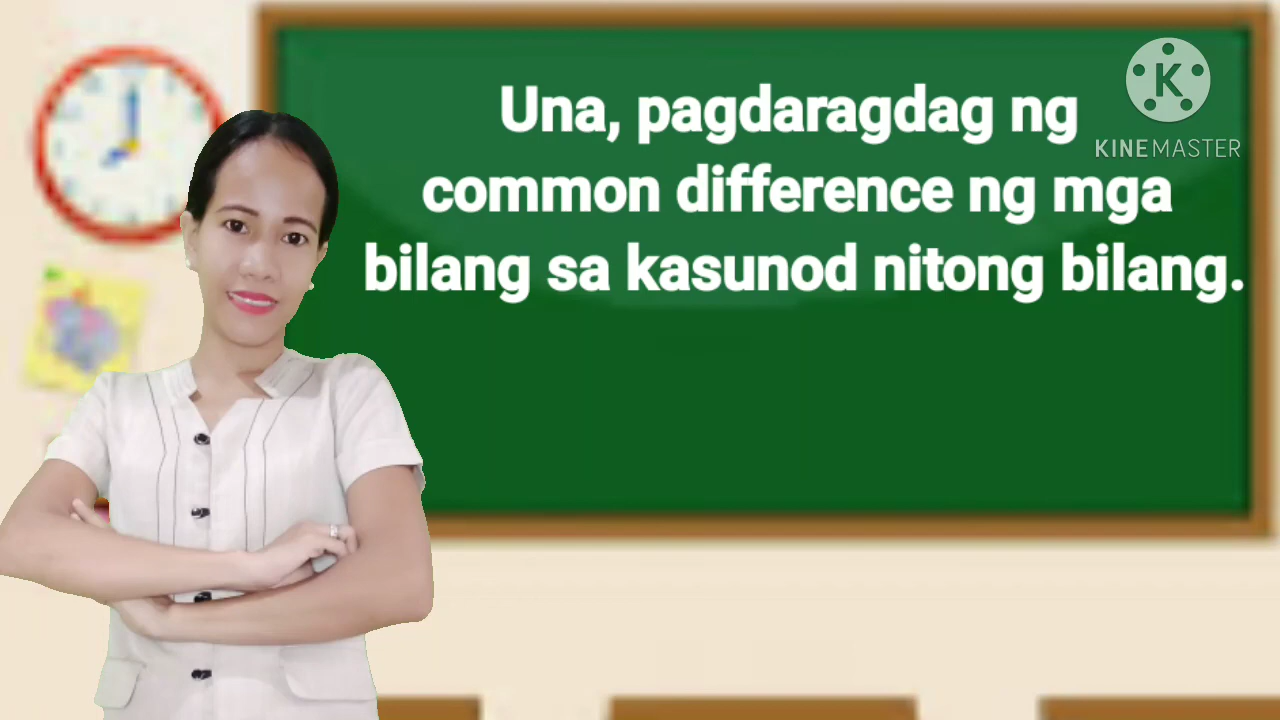 Una, pagdaragdag ng
common difference ng mga
bilang sa kasunod nitong bilang.
K
KINEMASTER